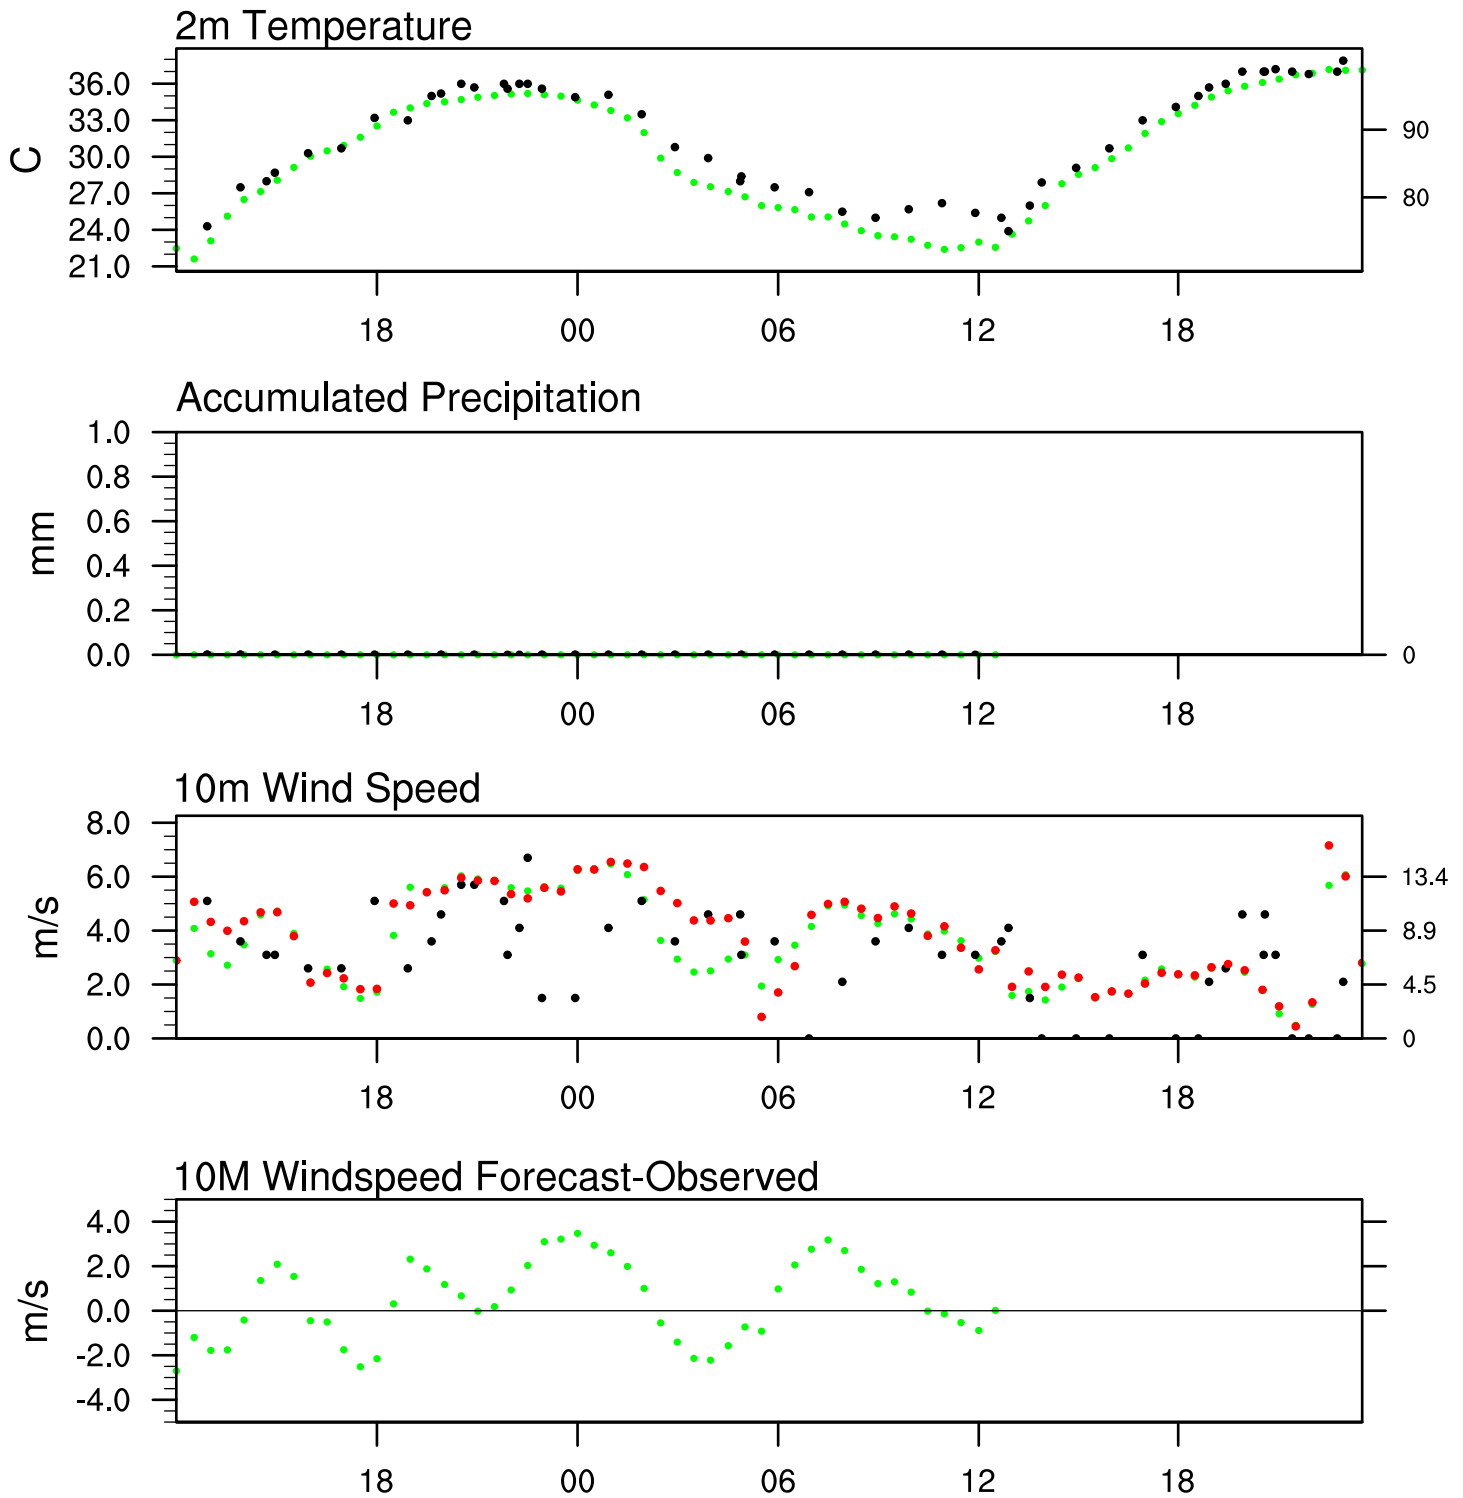 2m Temperature
C
36.0
33.0
30.0
27.0
24.0
21.0
90
80
18 00 06 12 18
Accumulated Precipitation
mm
1.0
0.8
0.6
0.4
0.2
0.0
0
18 00 06 12 18
10m Wind Speed
m/s
8.0
6.0
4.0
2.0
0.0
13.4
8.9
4.5
0
18 00 06 12 18
10M Windspeed Forecast-Observed
m/s
4.0
2.0
0.0
-2.0
-4.0
18 00 06 12 18